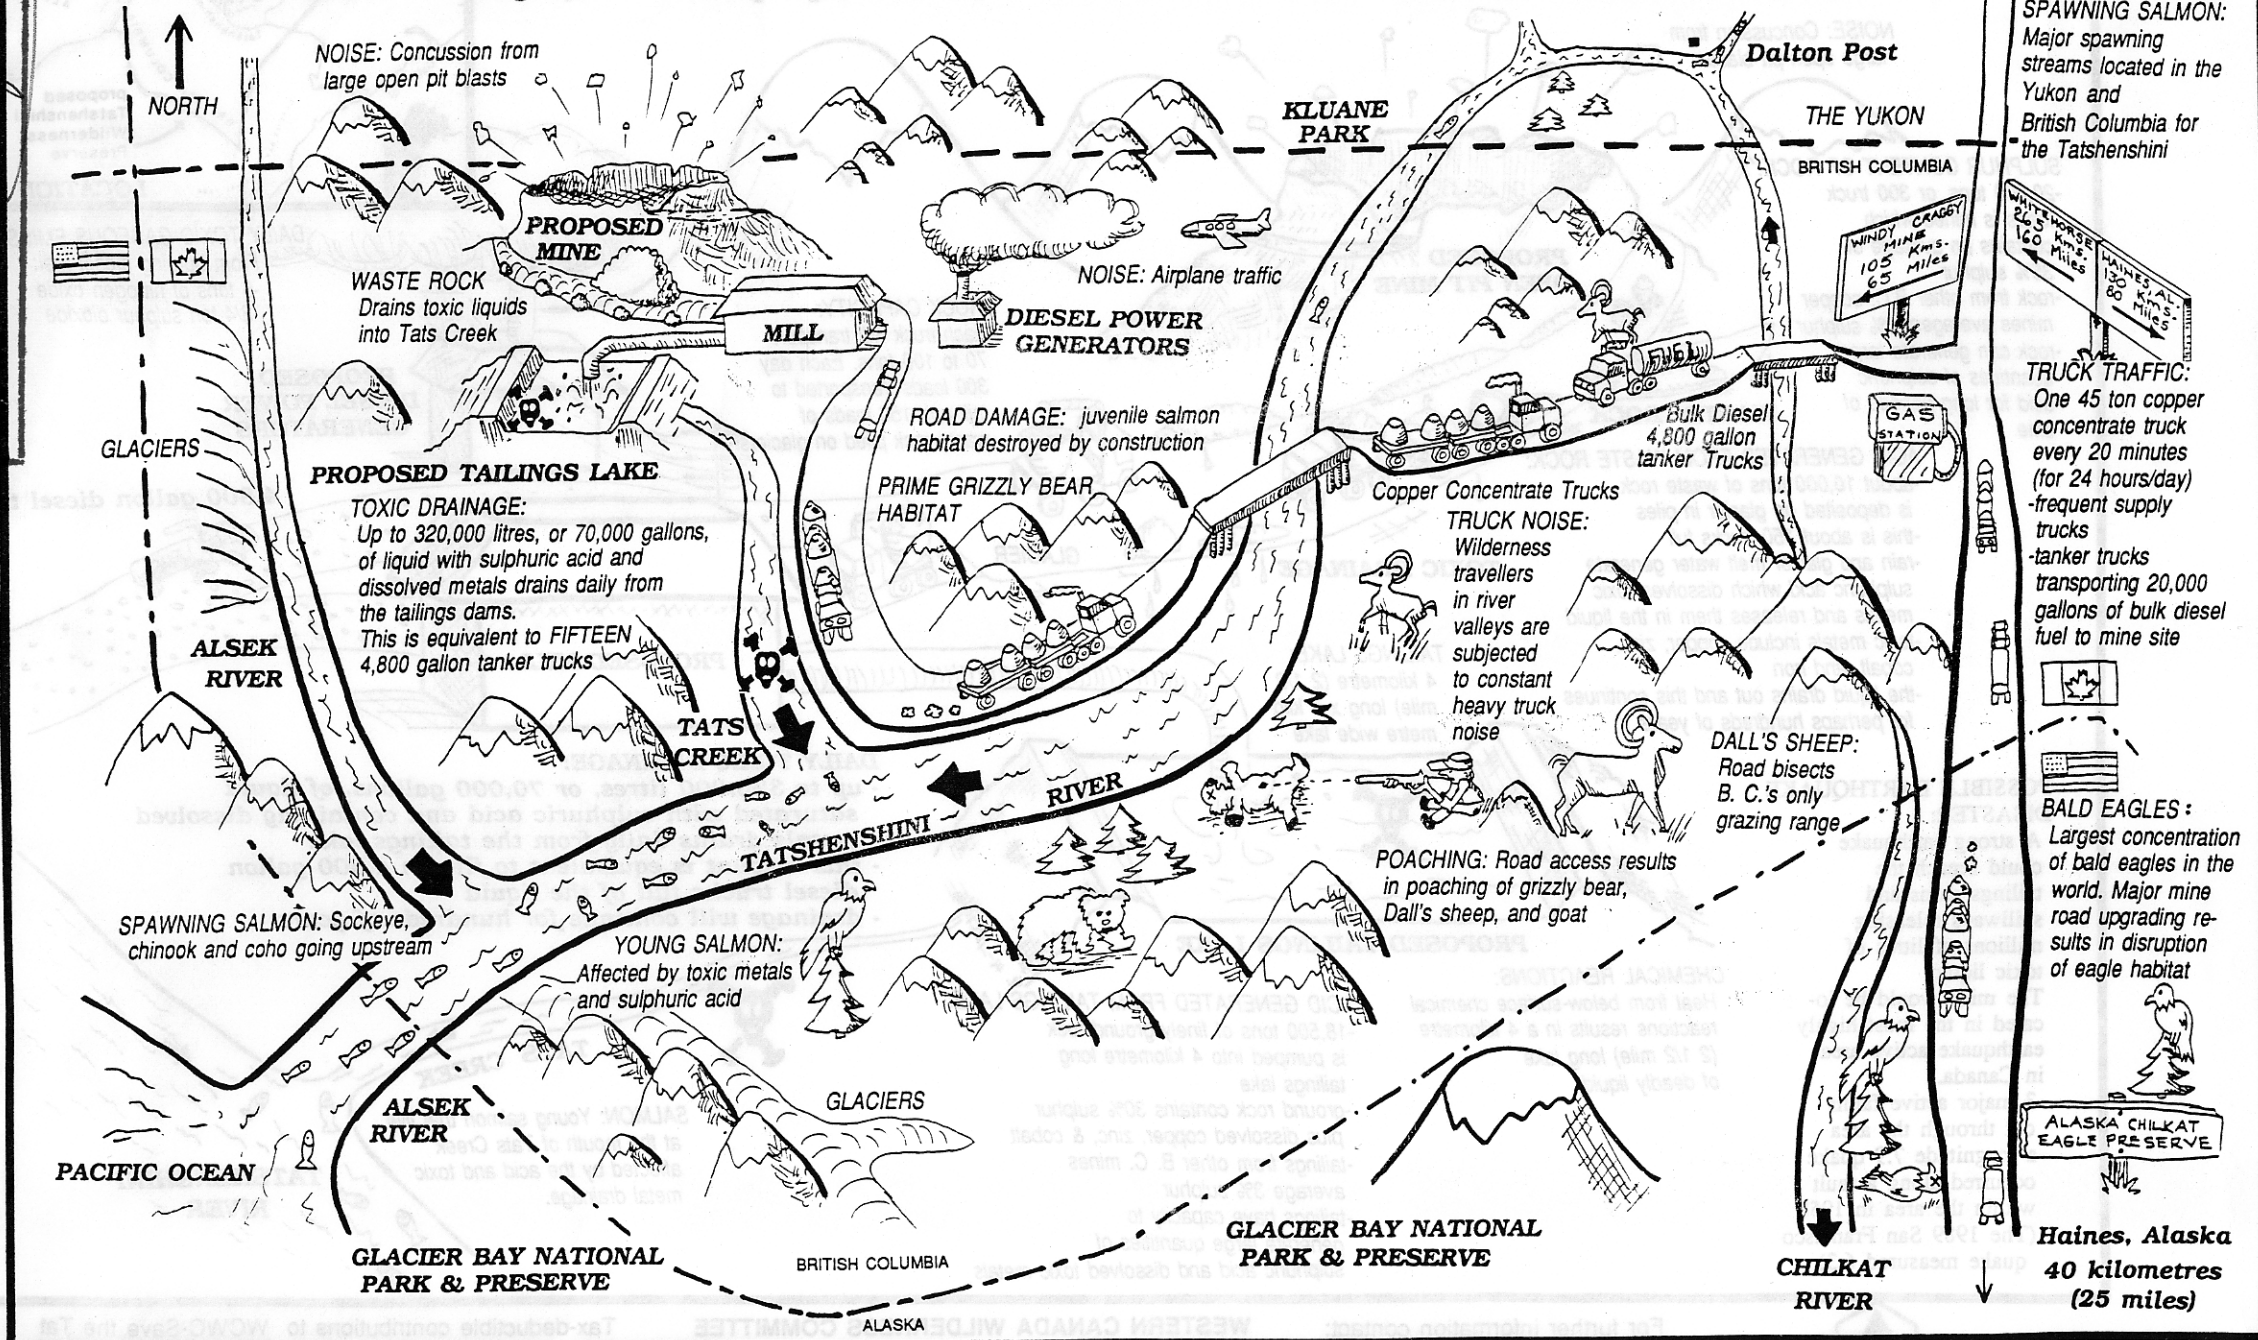 NORTH
NOISE: Concussion from
large open pit blasts
KLUANE
PARK
Dalton Post
THE YUKON
BRITISH COLUMBIA
SPAWNING SALMON:
Major spawning
streams located in the
Yukon and
British Columbia for
the Tatshenshini
PROPOSED
MINE
WASTE ROCK
Drains toxic liquids
into Tats Creek
MILL
DIESEL POWER
GENERATORS
NOISE: Airplane traffic
WINDY CRAGGY
MINE
105 Kms.
65 Miles
WHITEHORSE
265 Kms.
160 Miles
HAINES, AL.
130 Kms.
80 Miles
FUEL
GLACIERS
PROPOSED TAILINGS LAKE
TOXIC DRAINAGE:
Up to 320,000 litres, or 70,000 gallons,
of liquid with sulphuric acid and
dissolved metals drains daily from
the tailings dams.
This is equivalent to FIFTEEN
4,800 gallon tanker trucks
ROAD DAMAGE: juvenile salmon
habitat destroyed by construction
PRIME GRIZZLY BEAR
HABITAT
Bulk Diesel
4,800 gallon
tanker Trucks
Copper Concentrate Trucks
TRUCK NOISE:
Wilderness
travellers
in river
valleys are
subjected
to constant
heavy truck
noise
GAS
STATION
TRUCK TRAFFIC:
One 45 ton copper
concentrate truck
every 20 minutes
(for 24 hours/day)
-frequent supply
trucks
-tanker trucks
transporting 20,000
gallons of bulk diesel
fuel to mine site
ALSEK
RIVER
TATS
CREEK
TATSHENSHINI RIVER
DALL'S SHEEP:
Road bisects
B. C.'s only
grazing range
POACHING: Road access results
in poaching of grizzly bear,
Dall's sheep, and goat
BALD EAGLES:
Largest concentration
of bald eagles in the
world. Major mine
road upgrading re-
sults in disruption
of eagle habitat
SPAWNING SALMON: Sockeye,
chinook and coho going upstream
YOUNG SALMON:
Affected by toxic metals
and sulphuric acid
GLACIERS
ALSEK
RIVER
PACIFIC OCEAN
ALASKA CHILKAT
EAGLE PRESERVE
GLACIER BAY NATIONAL
PARK & PRESERVE
BRITISH COLUMBIA
ALASKA
GLACIER BAY NATIONAL
PARK & PRESERVE
CHILKAT
RIVER
Haines, Alaska
40 kilometres
(25 miles)